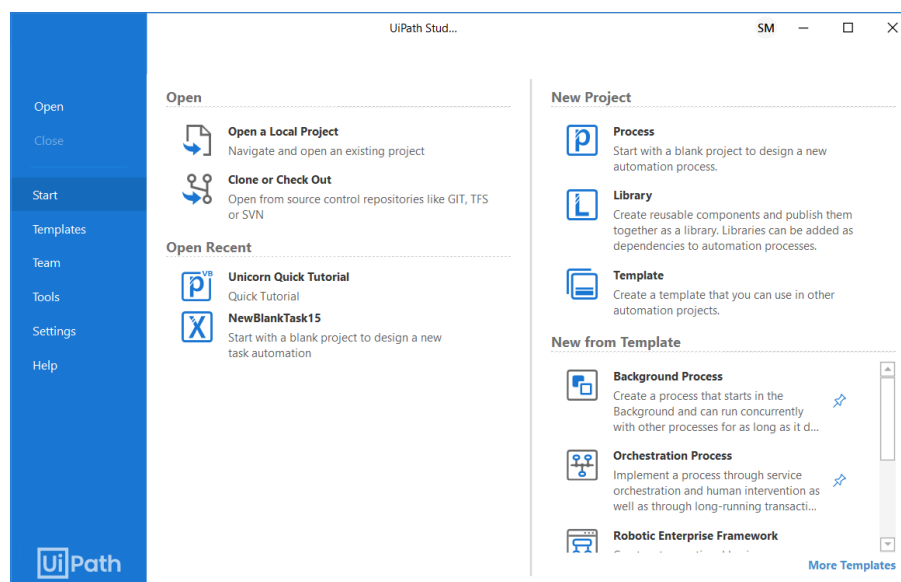 UiPath Stud...
SM
Open
Close
Start
Templates
Team
Tools
Settings
Help
UiPath
Open
Open a Local Project
Navigate and open an existing project
Clone or Check Out
Open from source control repositories like GIT, TFS
or SVN
Open Recent
VB
Unicorn Quick Tutorial
Quick Tutorial
NewBlankTask15
Start with a blank project to design a new
task automation
New Project
Process
Start with a blank project to design a new
automation process.
Library
Create reusable components and publish them
together as a library. Libraries can be added as
dependencies to automation processes.
Template
Create a template that you can use in other
automation projects.
New from Template
Background Process
Create a process that starts in the
Background and can run concurrently
with other processes for as long as it d...
Orchestration Process
Implement a process through service
orchestration and human intervention as
well as through long-running transacti...
Robotic Enterprise Framework
More Templates